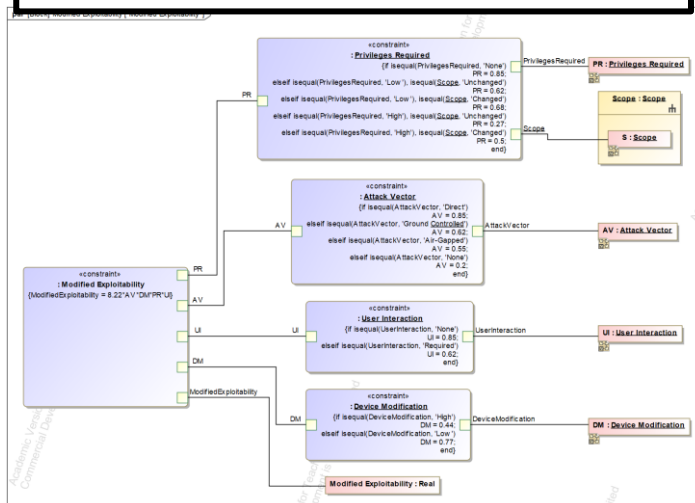 «constraint»
: Privileges Required
{if isequal(PrivilegesRequired, 'None')
PR = 0.85;
elseif isequal(PrivilegesRequired, 'Low'), isequal(Scope, 'Unchanged')
PR = 0.62;
elseif isequal(PrivilegesRequired, 'Low'), isequal(Scope, 'Changed')
PR = 0.68;
elseif isequal(PrivilegesRequired, 'High'), isequal(Scope, 'Unchanged')
PR = 0.27;
elseif isequal(PrivilegesRequired, 'High'), isequal(Scope, 'Changed')
PR = 0.5;
end}
PR
PrivilegesRequired
PR : Privileges Required
Scope
Scope : Scope
S : Scope
«constraint»
: Attack Vector
{if isequal(AttackVector, 'Direct')
AV = 0.85;
elseif isequal(AttackVector, 'Ground Controlled')
AV = 0.62;
elseif isequal(AttackVector, 'Air-Gapped')
AV = 0.55;
elseif isequal(AttackVector, 'None')
AV = 0.2;
end}
AV
AttackVector
AV : Attack Vector
«constraint»
: Modified Exploitability
{ModifiedExploitability = 8.22*AV*DM*PR*UI}
PR
AV
UI
DM
ModifiedExploitability
«constraint»
: User Interaction
{if isequal(UserInteraction, 'None')
UI = 0.85;
elseif isequal(UserInteraction, 'Required')
UI = 0.62;
end}
UI
UserInteraction
UI : User Interaction
«constraint»
: Device Modification
{if isequal(DeviceModification, 'High')
DM = 0.44;
elseif isequal(DeviceModification, 'Low')
DM = 0.77;
end}
DM
DeviceModification
DM : Device Modification
Modified Exploitability : Real
Academic Version
Commercial Deve